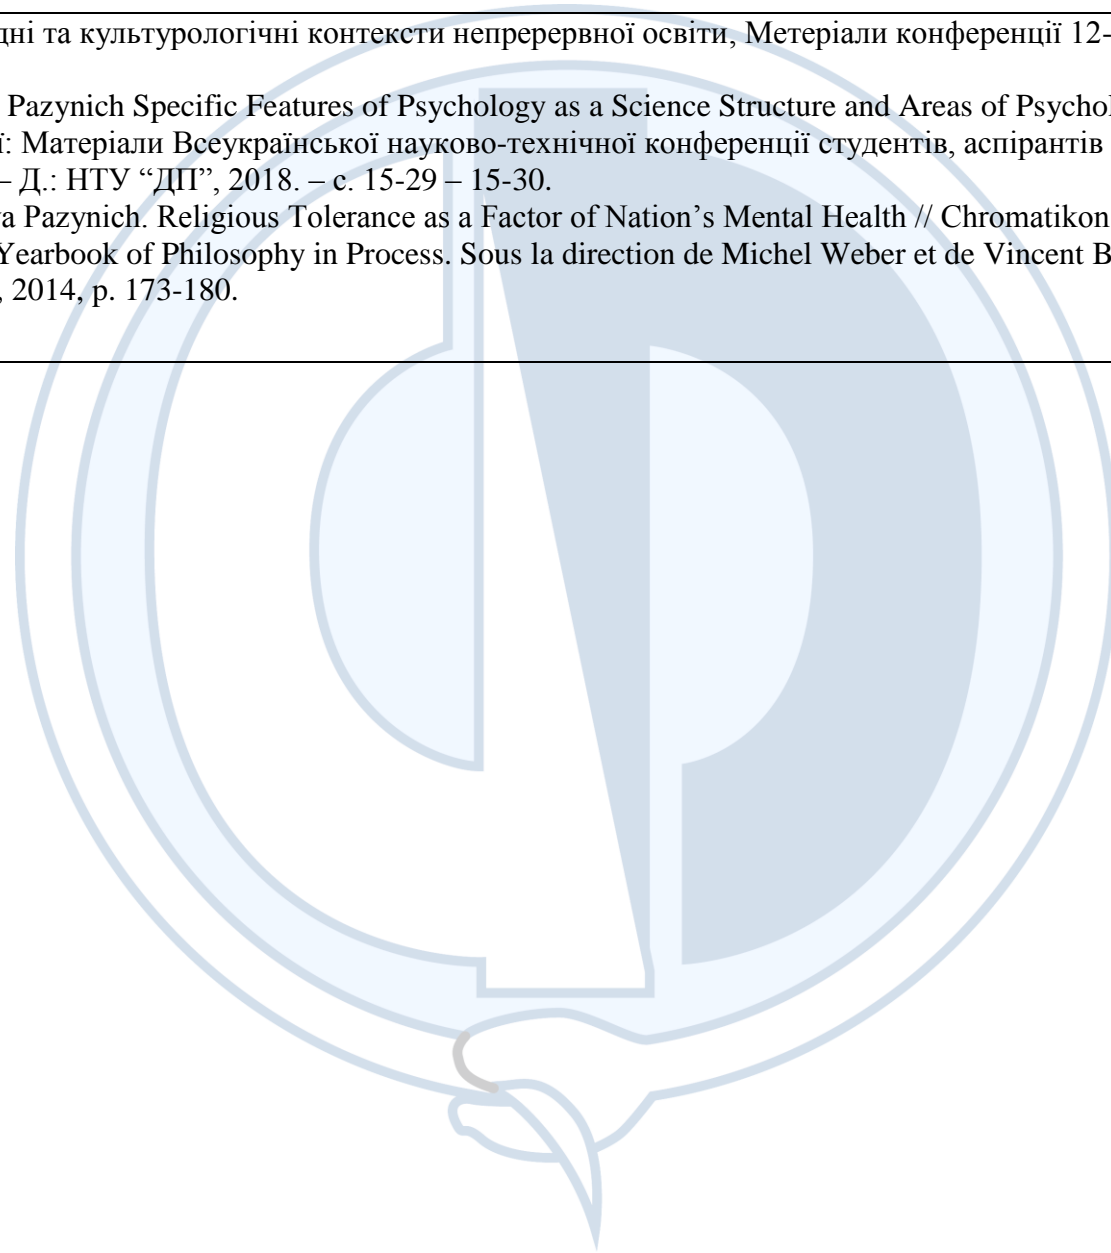 дні та культурологічні контексти непрерервної освіти, Метеріали конференції 12-
Pazynich Specific Features of Psychology as a Science Structure and Areas of Psychol
ї: Матеріали Всеукраїнської науково-технічної конференції студентів, аспірантів
– Д.: НТУ “ДП”, 2018. – с. 15-29 – 15-30.
va Pazynich. Religious Tolerance as a Factor of Nation’s Mental Health // Chromatikon
Yearbook of Philosophy in Process. Sous la direction de Michel Weber et de Vincent B
, 2014, p. 173-180.